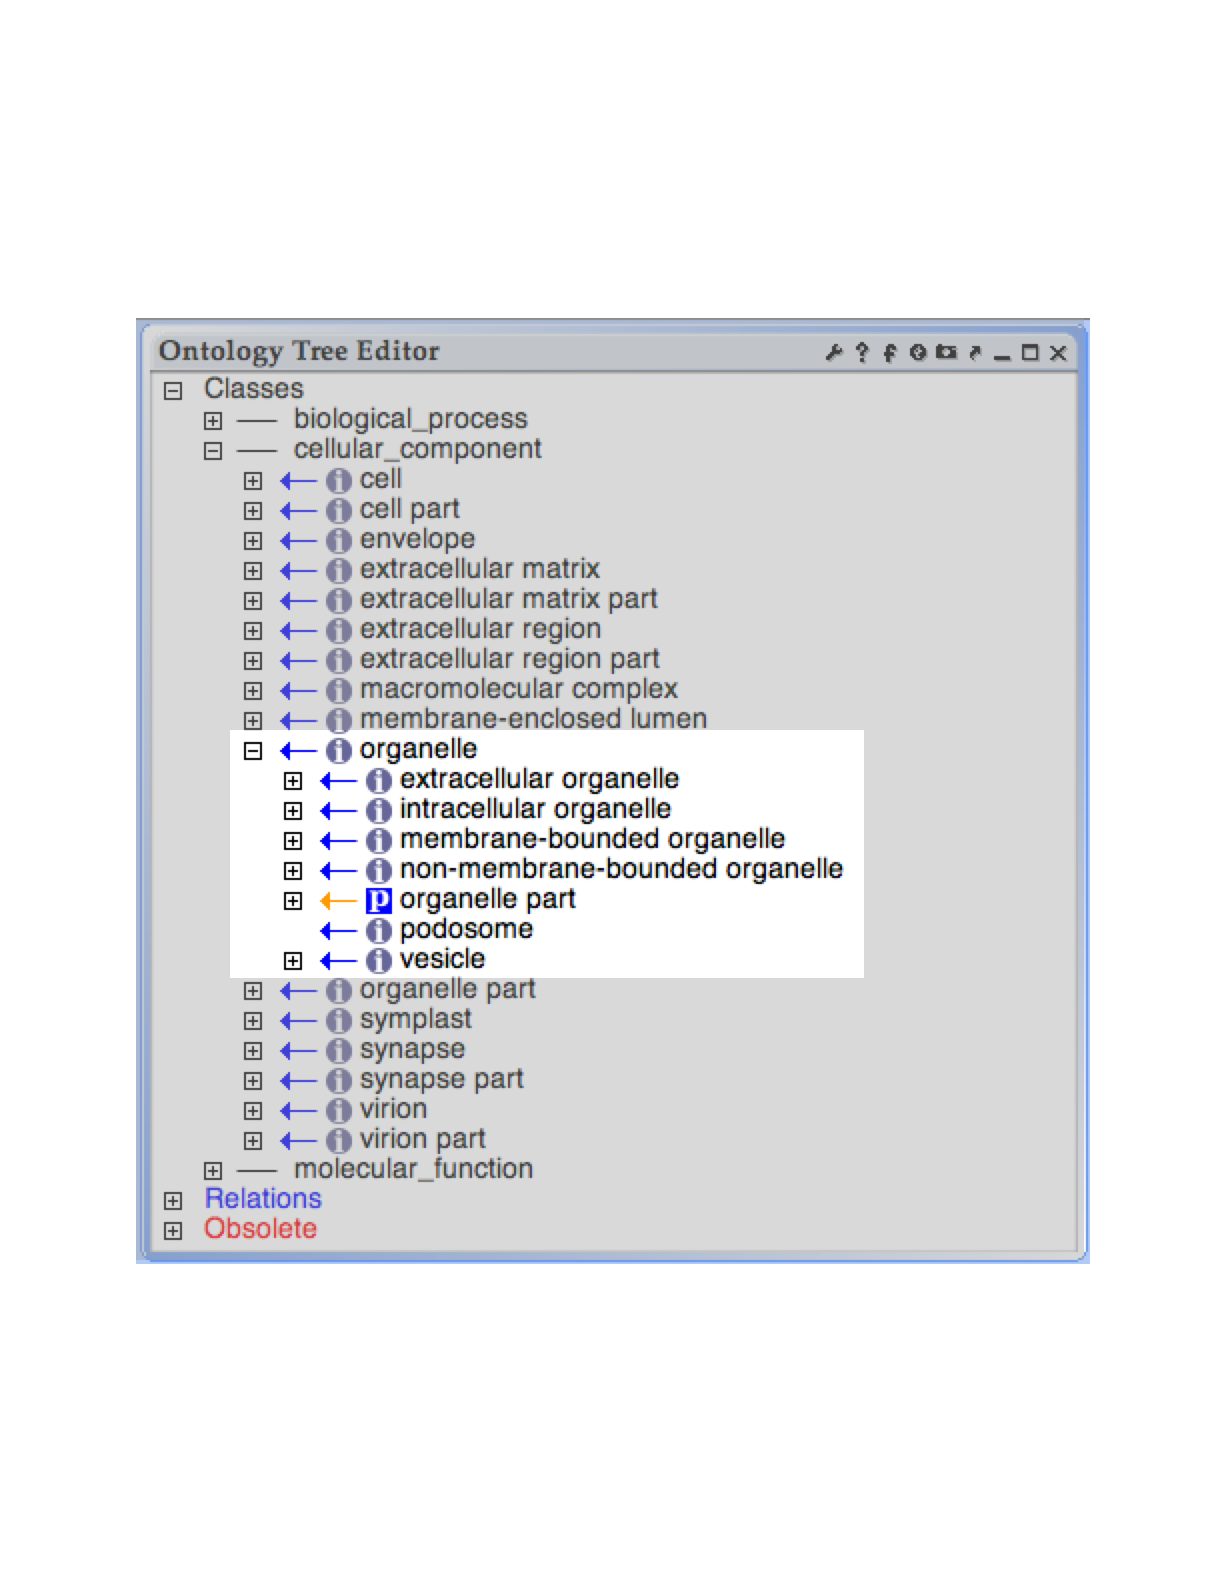 Ontology Tree Editor
Classes
biological_process
cellular_component
i cell
i cell part
i envelope
i extracellular matrix
i extracellular matrix part
i extracellular region
i extracellular region part
i macromolecular complex
i membrane-enclosed lumen
i organelle
i extracellular organelle
i intracellular organelle
i membrane-bounded organelle
i non-membrane-bounded organelle
p organelle part
i podosome
i vesicle
i organelle part
i symplast
i synapse
i synapse part
i virion
i virion part
molecular_function
Relations
Obsolete